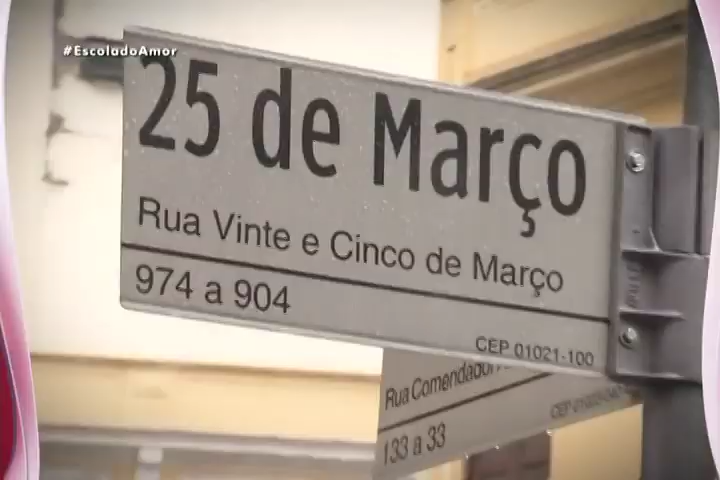 #EscoladoAmor
25 de Março
Rua Vinte e Cinco de Março
974 a 904
CEP 01021-100
Rua Comendador
133 a 33